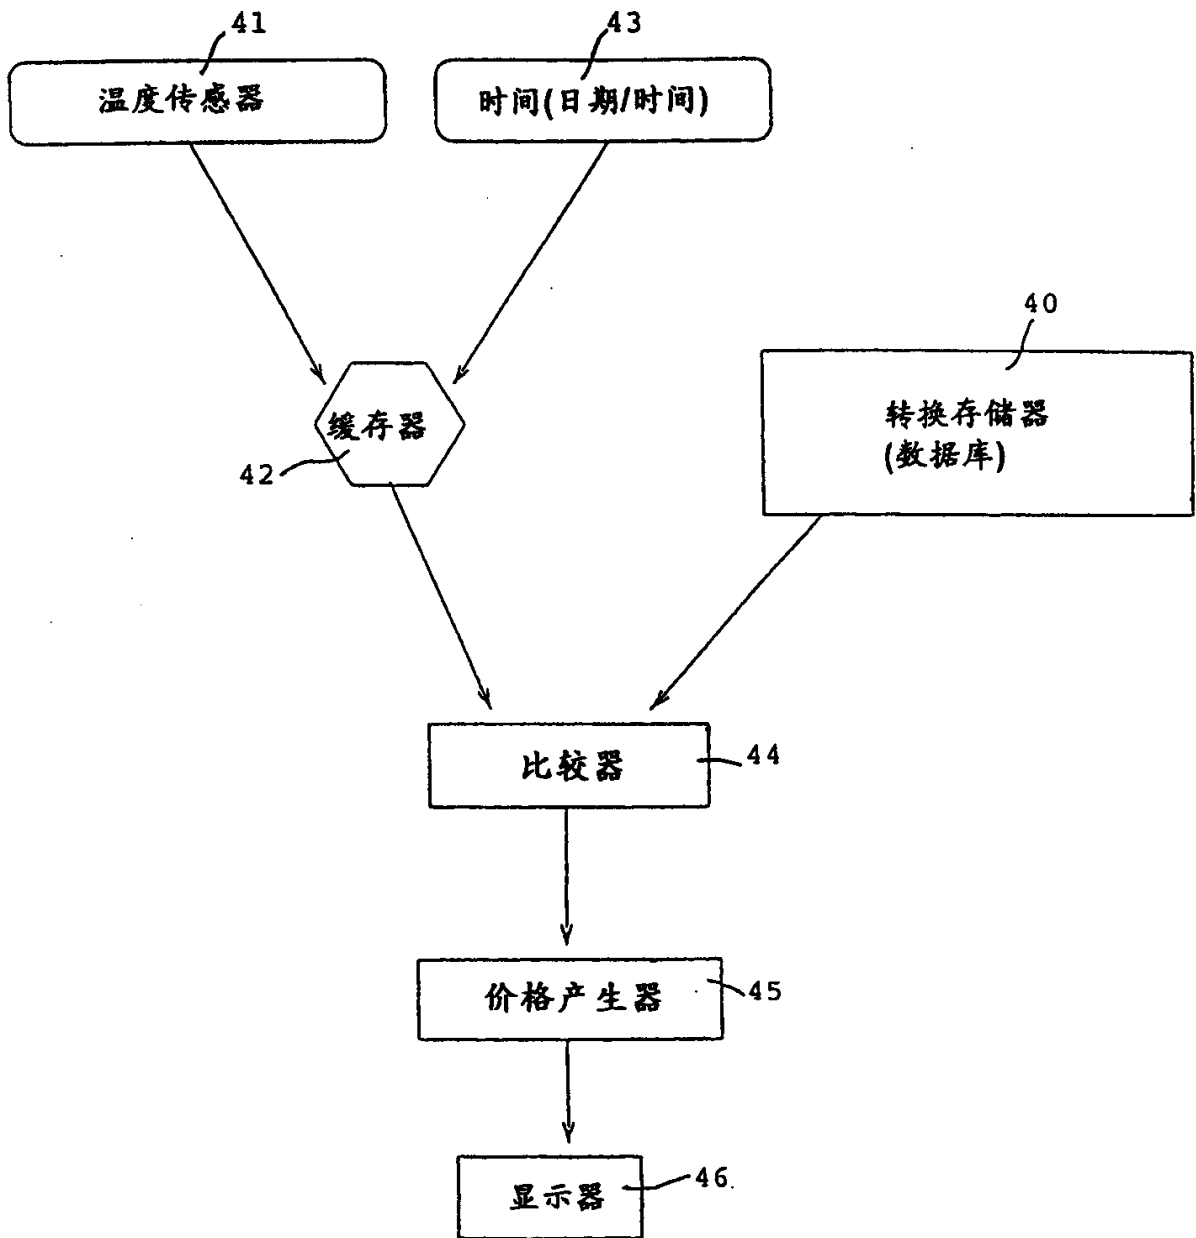 41
43
温度传感器
时间(日期/时间)
40
转换存储器
(数据库)
缓存器
42
比较器
44
价格产生器
45
显示器
46